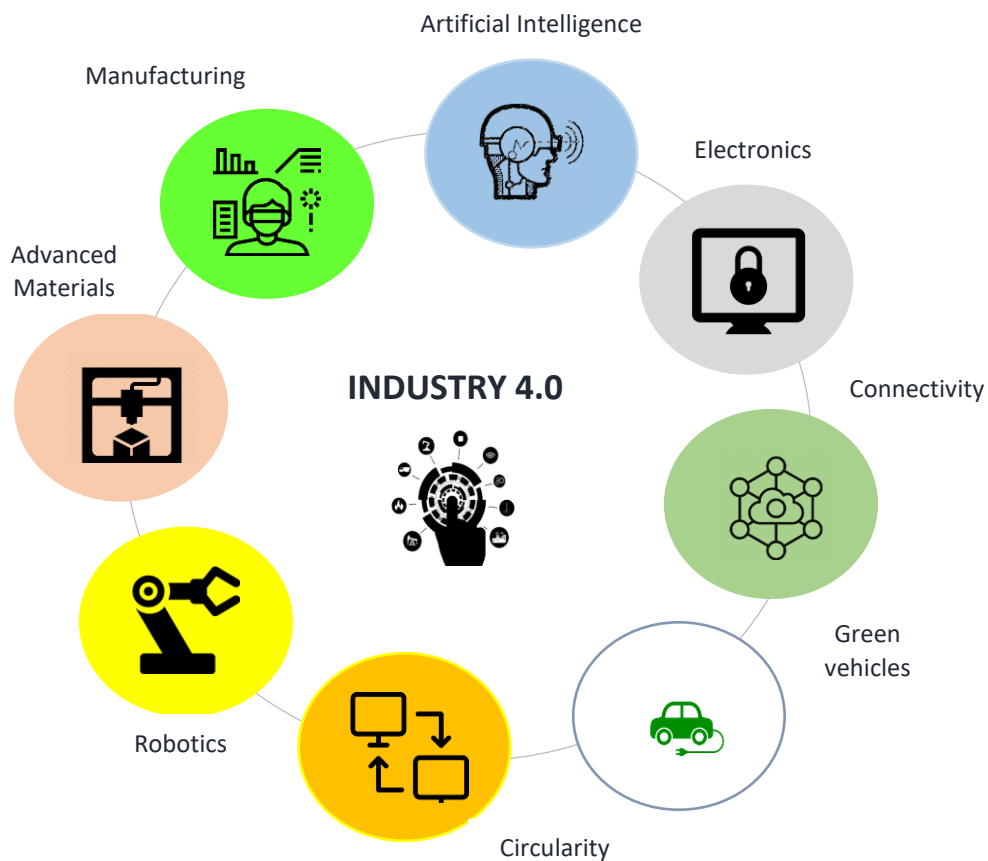 Artificial Intelligence
Manufacturing
Electronics
Advanced
Materials
INDUSTRY 4.0
Connectivity
Green
vehicles
Robotics
Circularity